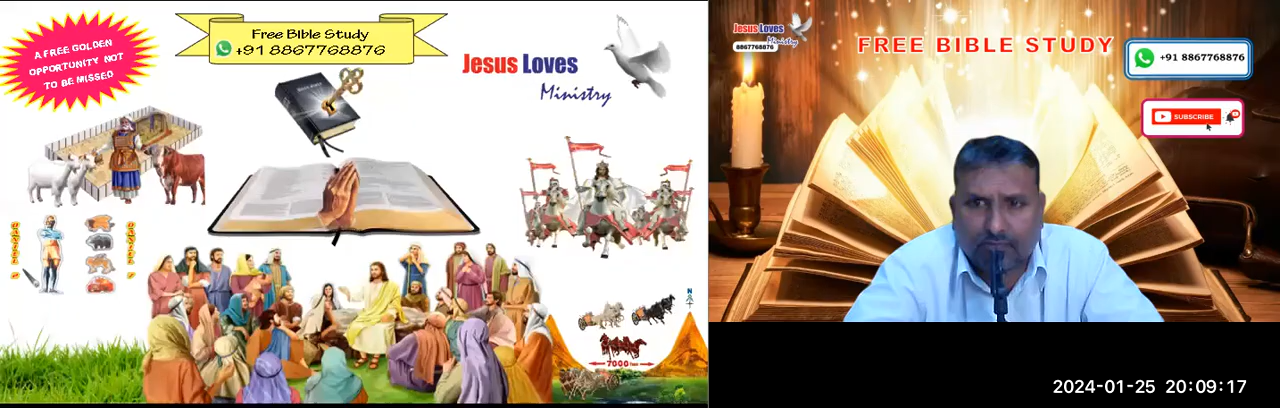 A FREE GOLDEN
OPPORTUNITY NOT
TO BE MISSED
Free Bible Study
+91 8867768876
Jesus Loves
Ministry
7000
N
Jesus Loves
Ministry
8867768876
FREE BIBLE STUDY
+91 8867768876
SUBSCRIBE
2024-01-25 20:09:17